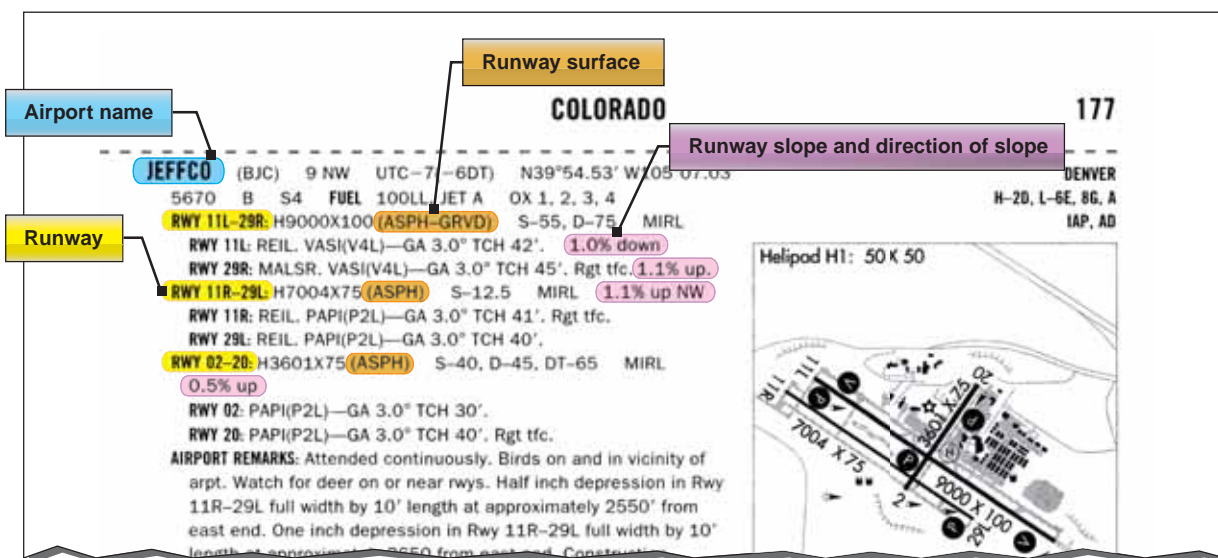 Runway surface
Airport name
COLORADO 177
Runway slope and direction of slope
JEFFCO (BJC) 9 NW UTC–7 –6DT) N39°54.53′ W105 07.03
DENVER
5670 B S4 FUEL 100LL, JET A OX 1, 2, 3, 4
H–2D, L–6E, 8G, A
IAP, AD
Runway
RWY 11L–29R: H9000X100 (ASPH–GRVD) S–55, D–75 MIRL
RWY 11L: REIL. VASI(V4L)—GA 3.0° TCH 42′. 1.0% down
RWY 29R: MALSR. VASI(V4L)—GA 3.0° TCH 45′. Rgt tfc. 1.1% up.
RWY 11R–29L: H7004X75 (ASPH) S–12.5 MIRL 1.1% up NW
RWY 11R: REIL. PAPI(P2L)—GA 3.0° TCH 41′. Rgt tfc.
RWY 29L: REIL. PAPI(P2L)—GA 3.0° TCH 40′.
RWY 02–20: H3601X75 (ASPH) S–40, D–45, DT–65 MIRL
0.5% up
RWY 02: PAPI(P2L)—GA 3.0° TCH 30′.
RWY 20: PAPI(P2L)—GA 3.0° TCH 40′. Rgt tfc.
AIRPORT REMARKS: Attended continuously. Birds on and in vicinity of
arpt. Watch for deer on or near rwys. Half inch depression in Rwy
11R–29L full width by 10′ length at approximately 2550′ from
east end. One inch depression in Rwy 11R–29L full width by 10′
length at approximately 2650 from east end.
Helipad H1: 50 X 50
11L
11R
20
V
P
3601 X 75
7004 X 75
P
P
H
2
9000 X 100
29L
P
V